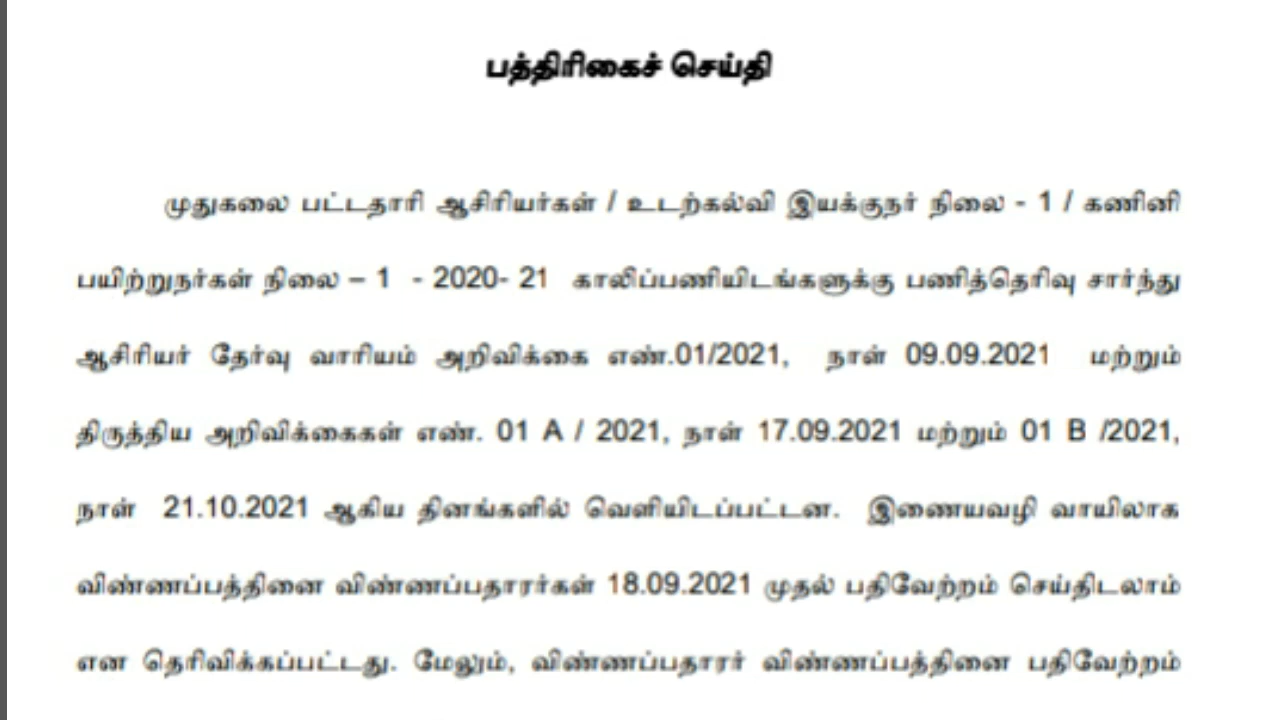 பத்திரிகைச் செய்தி
முதுகலை பட்டதாரி ஆசிரியர்கள் / உடற்கல்வி இயக்குநர் நிலை - 1 / கணினி
பயிற்றுநர்கள் நிலை – 1 - 2020- 21 காலிப்பணியிடங்களுக்கு பணித்தெரிவு சார்ந்து
ஆசிரியர் தேர்வு வாரியம் அறிவிக்கை எண்.01/2021, நாள் 09.09.2021 மற்றும்
திருத்திய அறிவிக்கைகள் எண். 01 A / 2021, நாள் 17.09.2021 மற்றும் 01 B /2021,
நாள் 21.10.2021 ஆகிய தினங்களில் வெளியிடப்பட்டன. இணையவழி வாயிலாக
விண்ணப்பத்தினை விண்ணப்பதாரர்கள் 18.09.2021 முதல் பதிவேற்றம் செய்திடலாம்
என தெரிவிக்கப்பட்டது. மேலும், விண்ணப்பதாரர் விண்ணப்பத்தினை பதிவேற்றம்